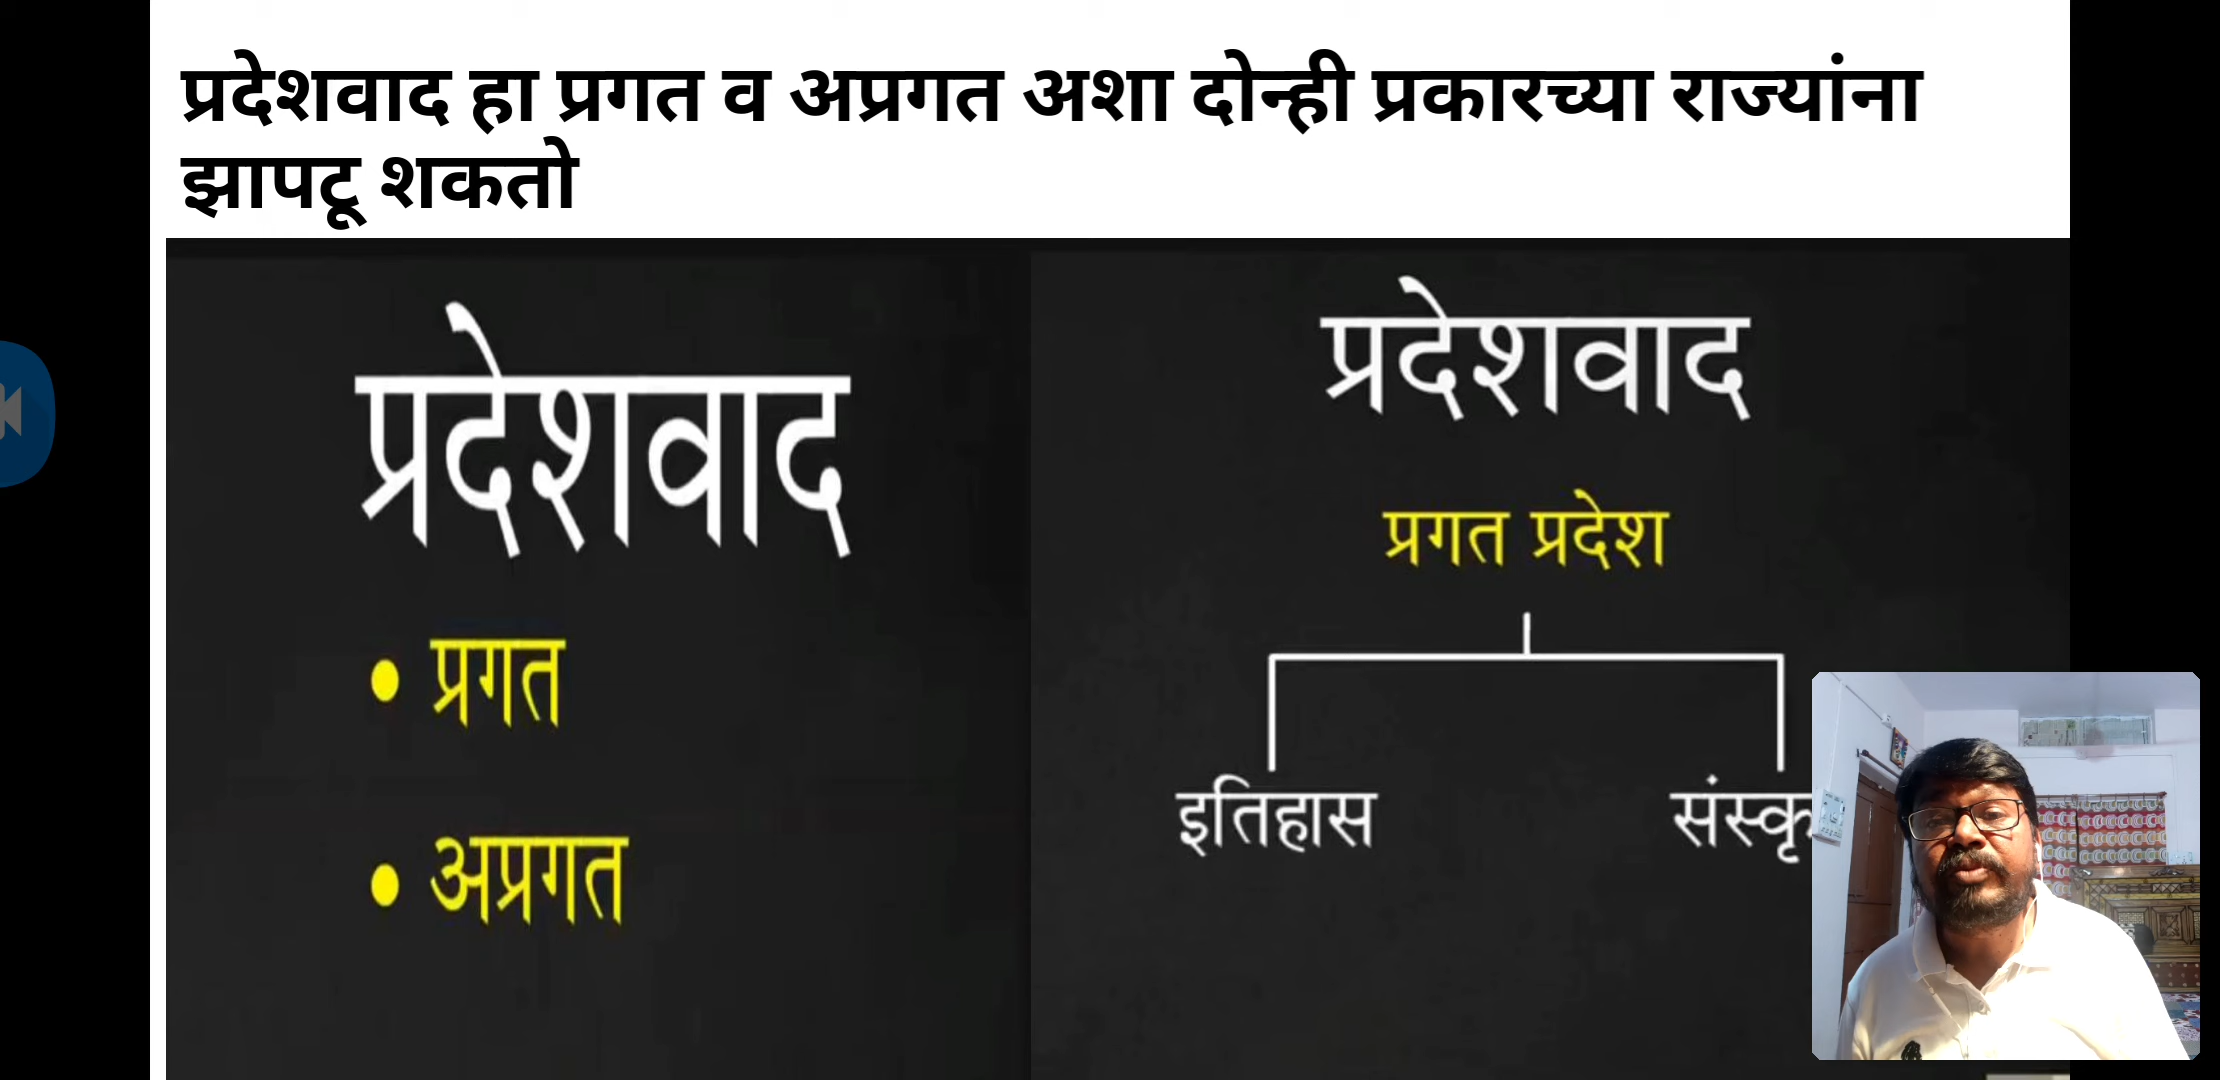 प्रदेशवाद हा प्रगत व अप्रगत अशा दोन्ही प्रकारच्या राज्यांना
झापटू शकतो
प्रदेशवाद
• प्रगत
• अप्रगत
प्रदेशवाद
प्रगत प्रदेश
इतिहास